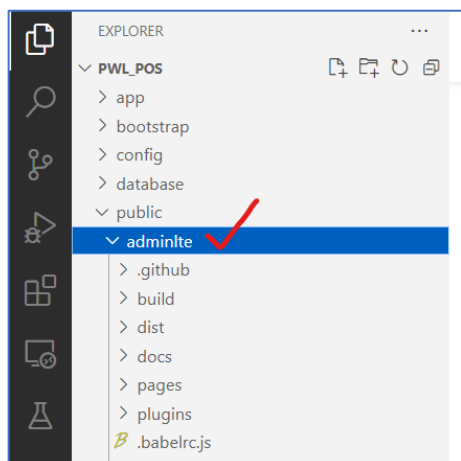 EXPLORER
PWL_POS
app
bootstrap
config
database
public
adminlte
.github
build
dist
docs
pages
plugins
.babelrc.js